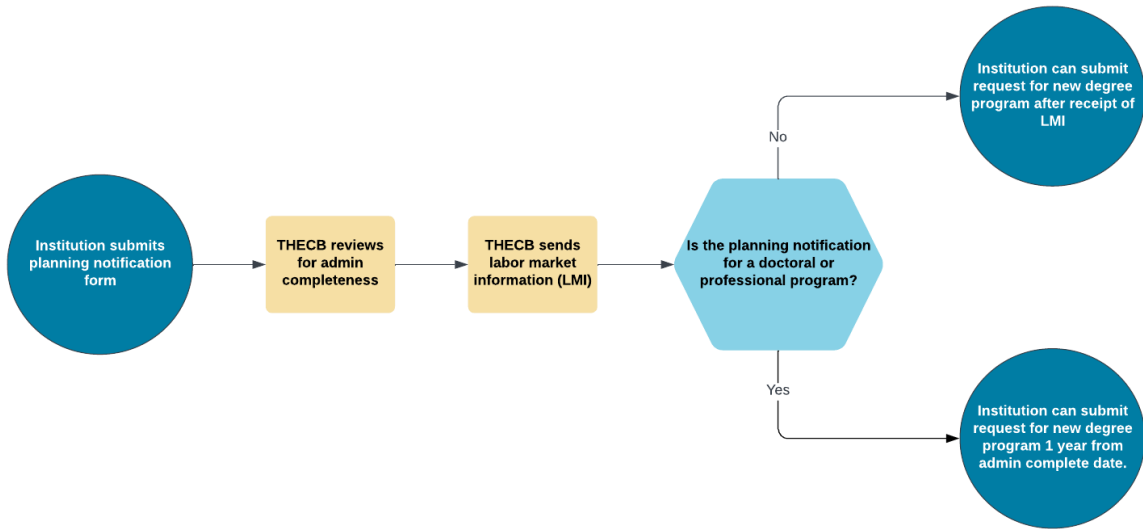 Institution submits
planning notification
form
THECB reviews
for admin
completeness
THECB sends
labor market
information (LMI)
Is the planning notification
for a doctoral or
professional program?
No
Institution can submit
request for new degree
program after receipt of
LMI
Yes
Institution can submit
request for new degree
program 1 year from
admin complete date.